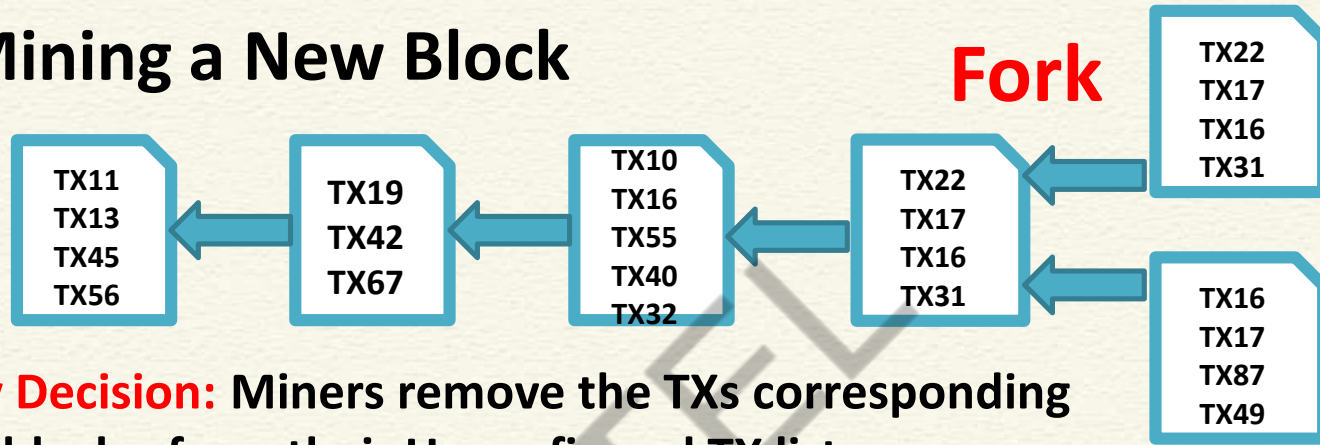 Mining a New Block
Fork
TX11
TX13
TX45
TX56
TX19
TX42
TX67
TX10
TX16
TX55
TX40
TX32
TX22
TX17
TX16
TX31
TX22
TX17
TX16
TX31
TX16
TX17
TX87
TX49
Decision: Miners remove the TXs corresponding